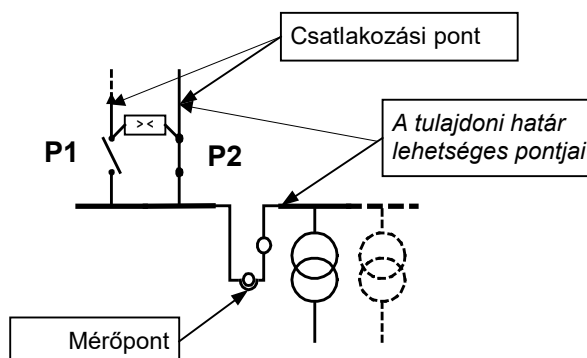 Csatlakozási pont
> <
P1
P2
A tulajdoni határ
lehetséges pontjai
Mérőpont